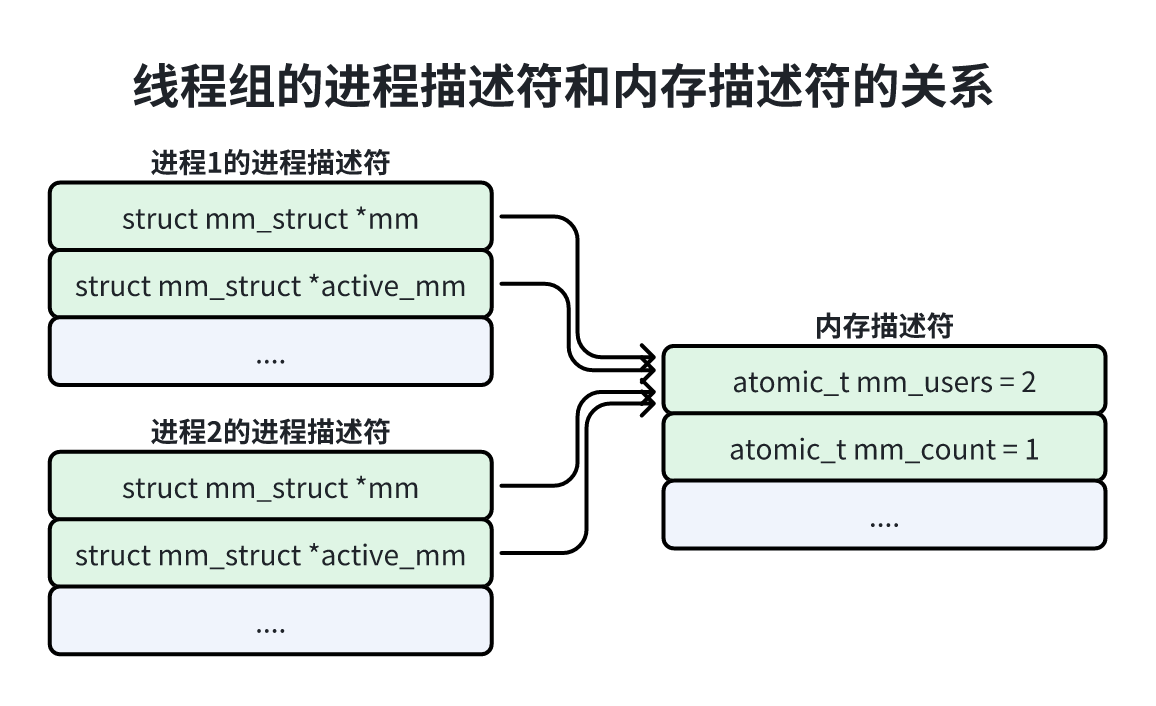 线程组的进程描述符和内存描述符的关系
进程1的进程描述符
struct mm_struct *mm
struct mm_struct *active_mm
....
进程2的进程描述符
struct mm_struct *mm
struct mm_struct *active_mm
....
内存描述符
atomic_t mm_users = 2
atomic_t mm_count = 1
....